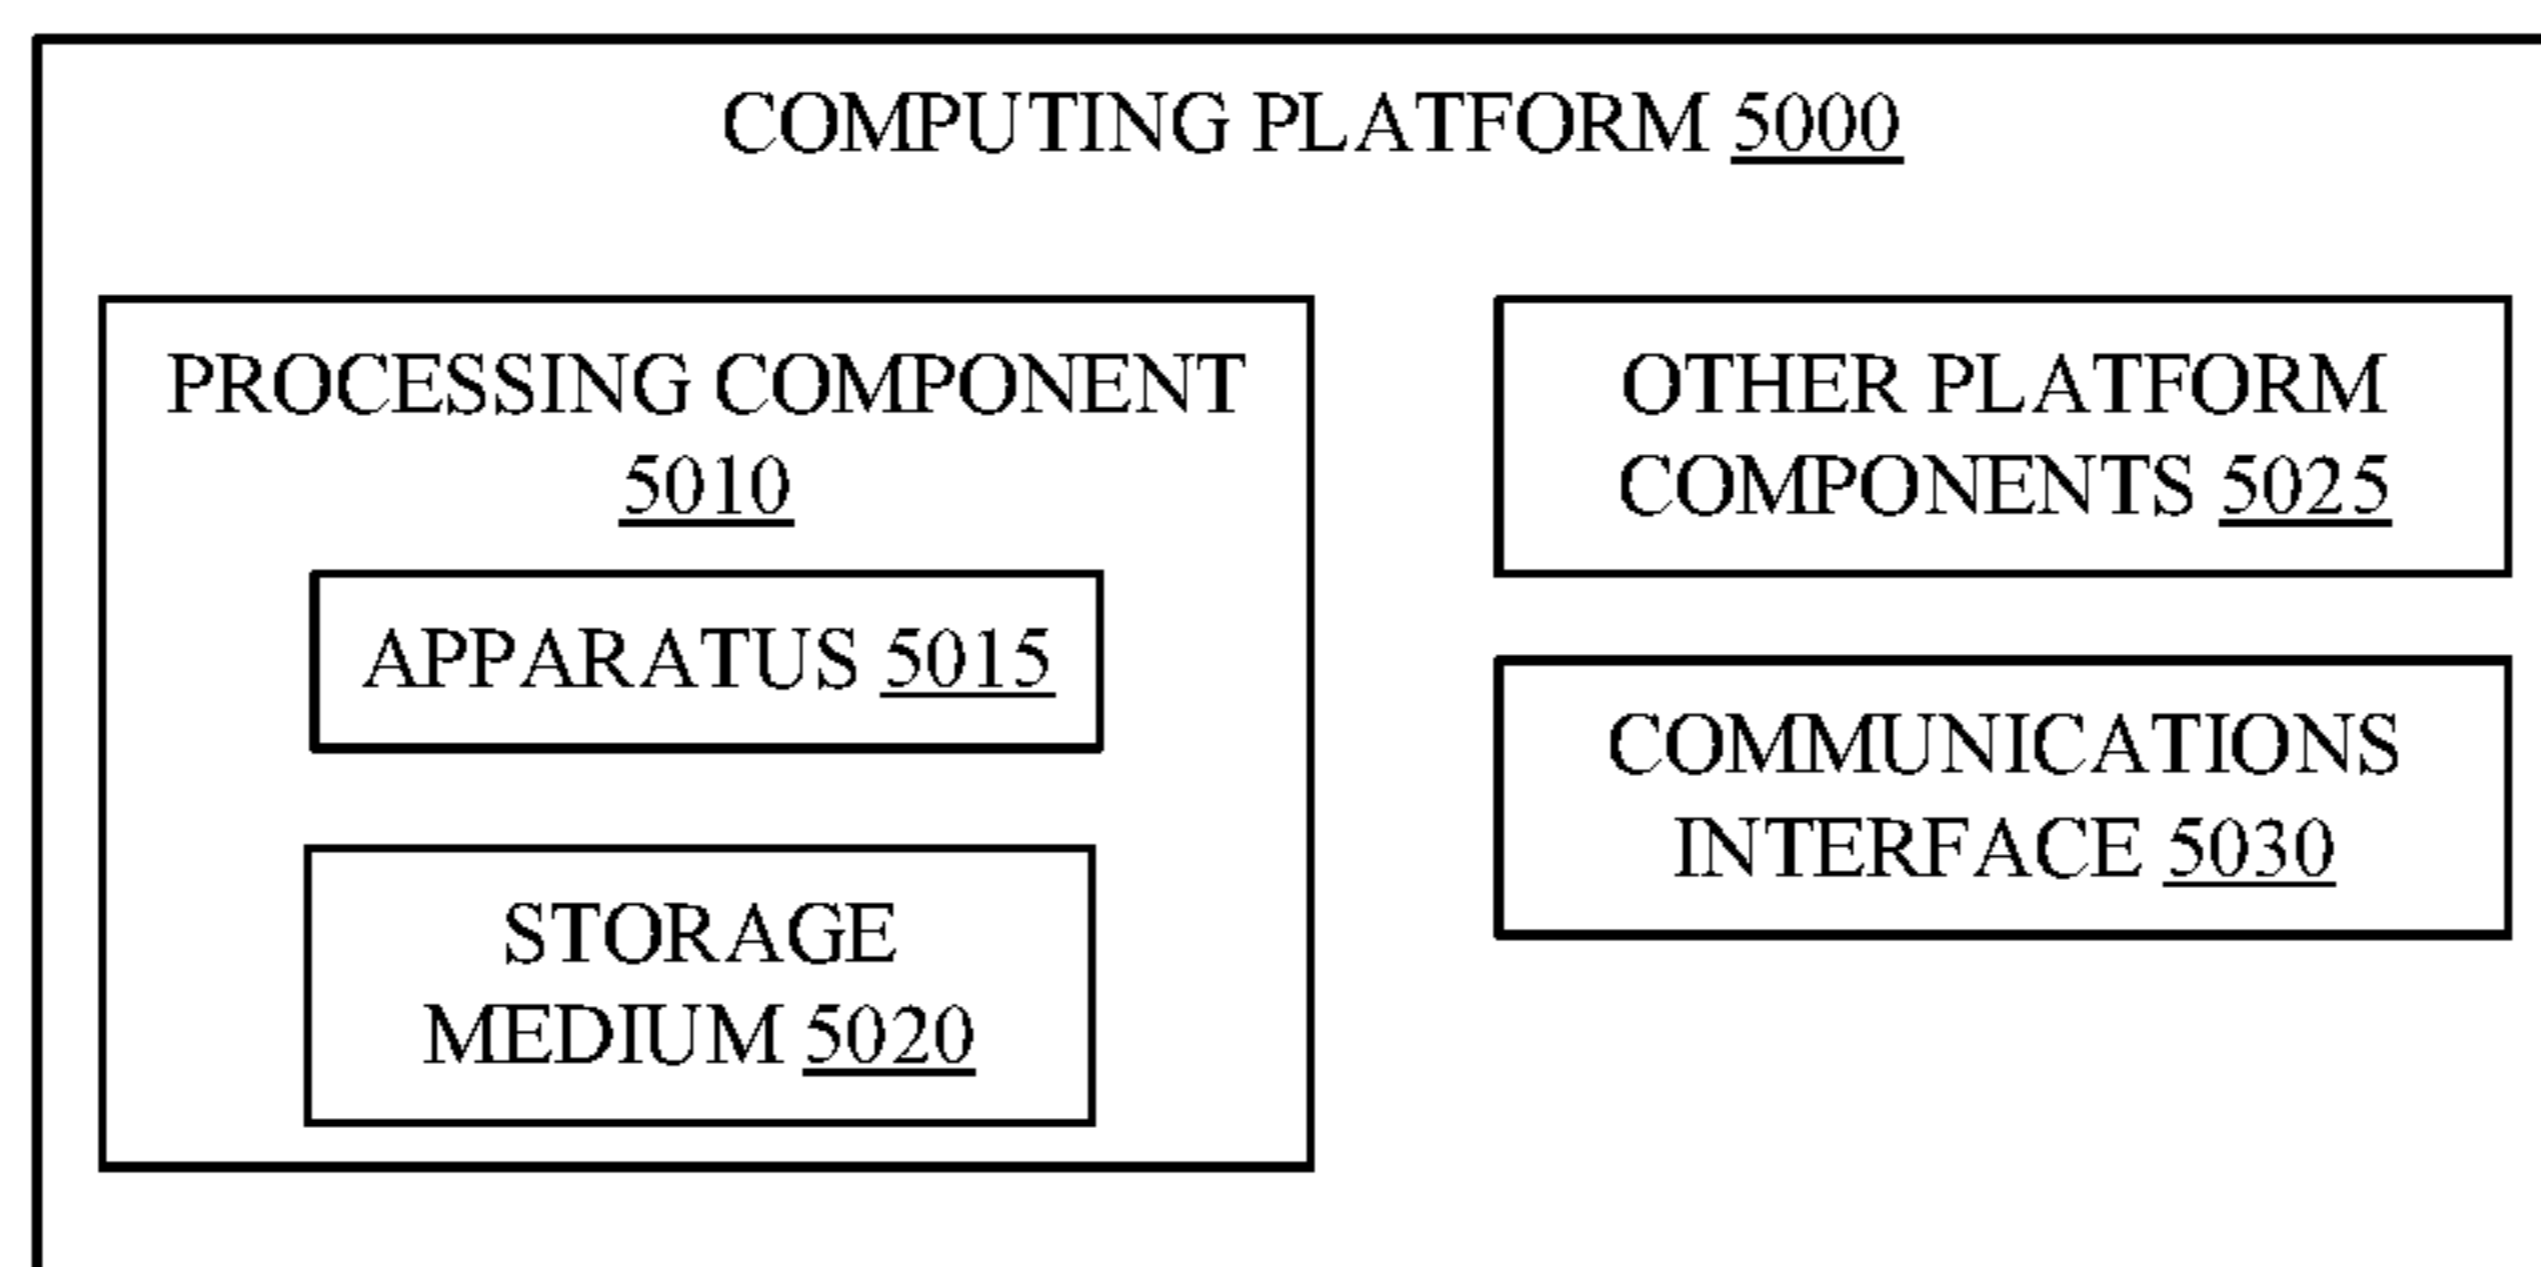 COMPUTING PLATFORM 5000
PROCESSING COMPONENT
5010
APPARATUS 5015
STORAGE
MEDIUM 5020
OTHER PLATFORM
COMPONENTS 5025
COMMUNICATIONS
INTERFACE 5030